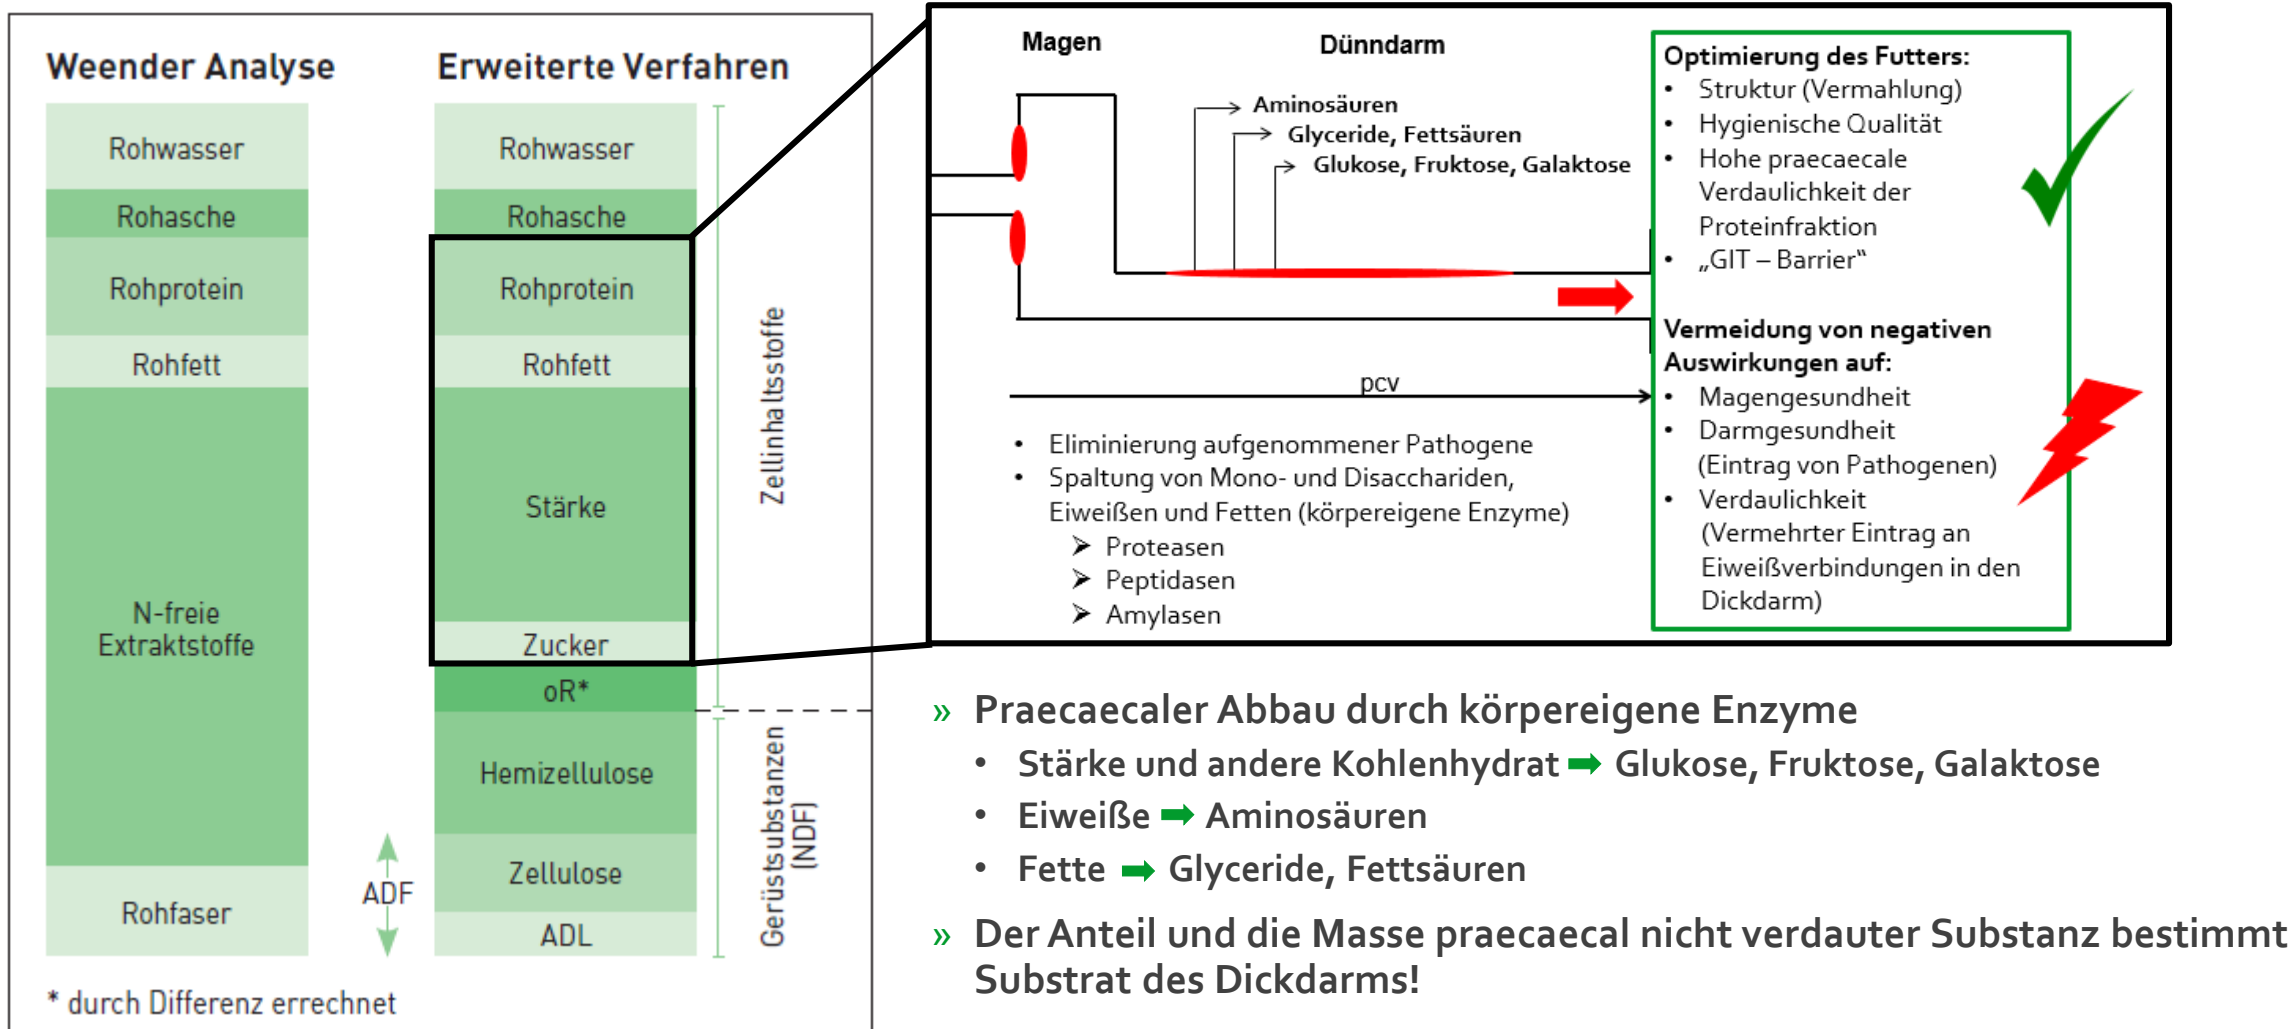 Weender Analyse
Rohwasser
Rohasche
Rohprotein
Rohfett
N-freie
Extraktstoffe
Rohfaser
ADF
Erweiterte Verfahren
Rohwasser
Rohasche
Rohprotein
Rohfett
Stärke
Zucker
oR*
Hemizellulose
Zellulose
ADL
Zellinhaltsstoffe
Gerüstsubstanzen
(NDF)
* durch Differenz errechnet
Magen
Dünndarm
Aminosäuren
Glyceride, Fettsäuren
Glukose, Fruktose, Galaktose
pcv
• Eliminierung aufgenommener Pathogene
• Spaltung von Mono- und Disacchariden,
Eiweißen und Fetten (körpereigene Enzyme)
➢ Proteasen
➢ Peptidasen
➢ Amylasen
Optimierung des Futters:
• Struktur (Vermahlung)
• Hygienische Qualität
• Hohe praecaecale
Verdaulichkeit der
Proteinfraktion
• „GIT – Barrier“
Vermeidung von negativen
Auswirkungen auf:
• Magengesundheit
• Darmgesundheit
(Eintrag von Pathogenen)
• Verdaulichkeit
(Vermehrter Eintrag an
Eiweißverbindungen in den
Dickdarm)
» Praecaecaler Abbau durch körpereigene Enzyme
• Stärke und andere Kohlenhydrat ➡ Glukose, Fruktose, Galaktose
• Eiweiße ➡ Aminosäuren
• Fette ➡ Glyceride, Fettsäuren
» Der Anteil und die Masse praecaecal nicht verdauter Substanz bestimmt
Substrat des Dickdarms!